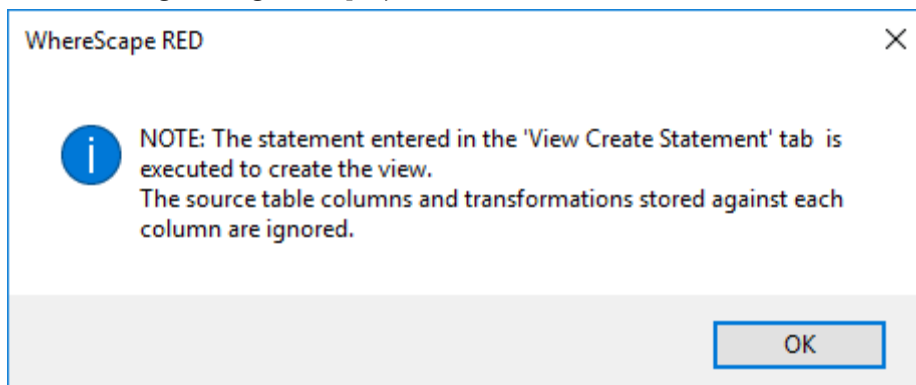 WhereScape RED
NOTE: The statement entered in the 'View Create Statement' tab  is
executed to create the view.
The source table columns and transformations stored against each
column are ignored.
OK